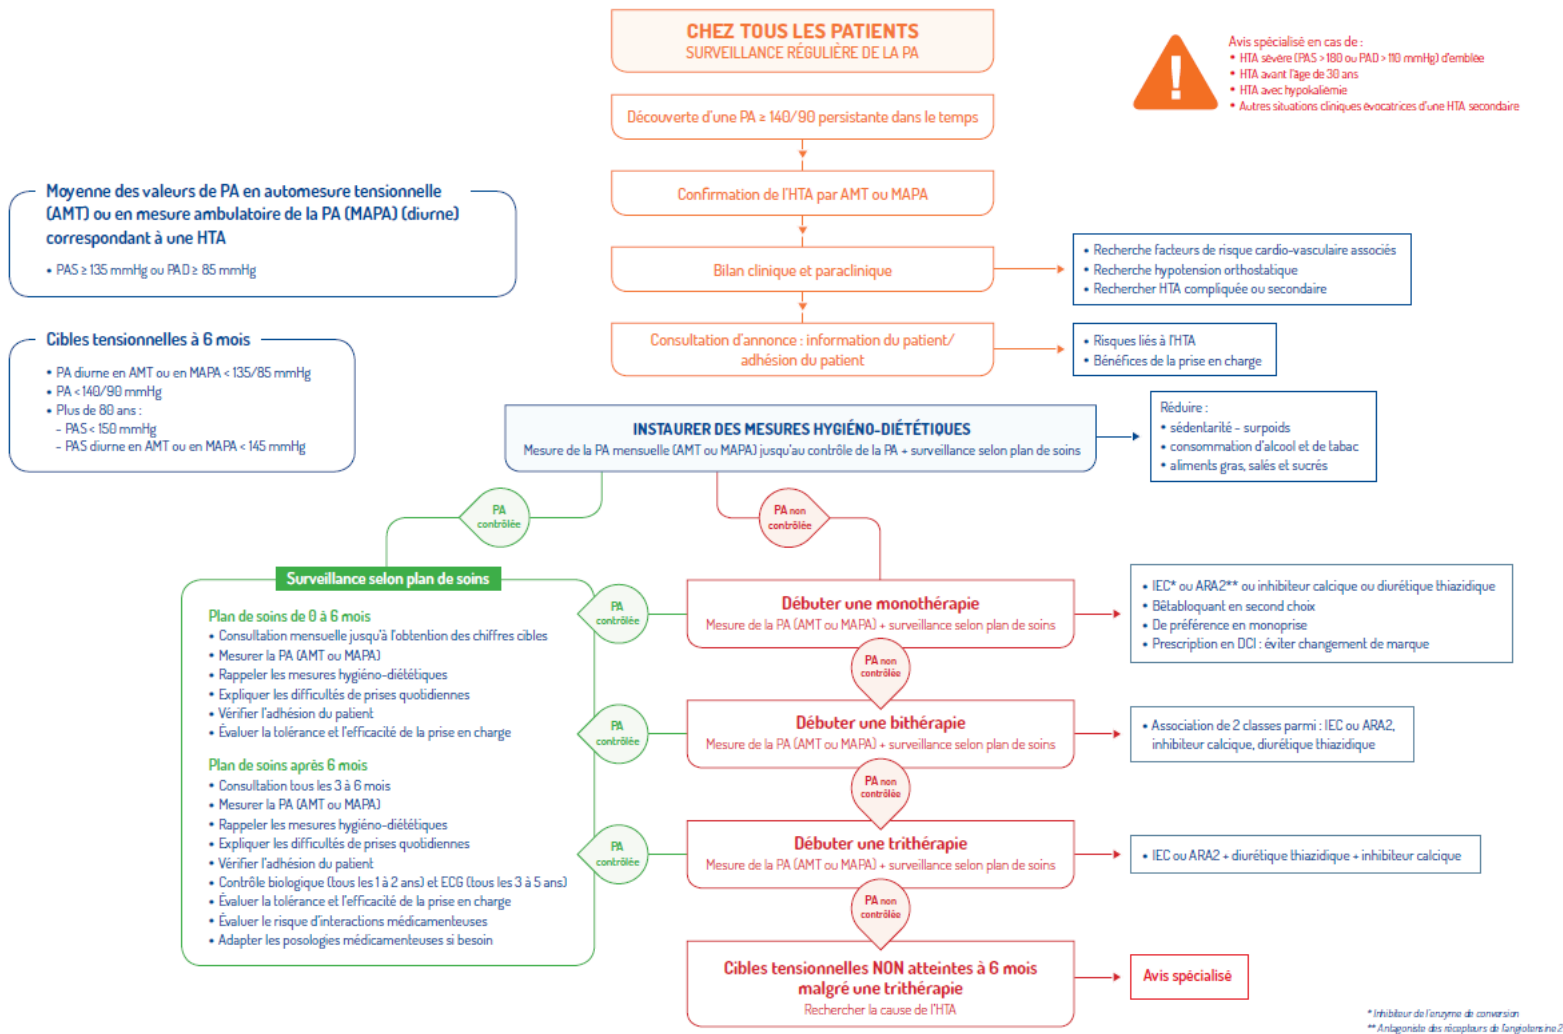 CHEZ TOUS LES PATIENTS
SURVEILLANCE RÉGULIÈRE DE LA PA
Avis spécialisé en cas de :
• HTA sévère (PAS > 180 ou PAD > 110 mmHg) d'emblée
• HTA avant l'âge de 30 ans
• HTA avec hypokaliémie
• Autres situations cliniques évocatrices d'une HTA secondaire
Découverte d'une PA ≥ 140/90 persistante dans le temps
Confirmation de l'HTA par AMT ou MAPA
Moyenne des valeurs de PA en automesure tensionnelle
(AMT) ou en mesure ambulatoire de la PA (MAPA) (diurne)
correspondant à une HTA
• PAS ≥ 135 mmHg ou PAD ≥ 85 mmHg
Bilan clinique et paraclinique
• Recherche facteurs de risque cardio-vasculaire associés
• Recherche hypotension orthostatique
• Rechercher HTA compliquée ou secondaire
Consultation d'annonce : information du patient/
adhésion du patient
• Risques liés à l'HTA
• Bénéfices de la prise en charge
Cibles tensionnelles à 6 mois
• PA diurne en AMT ou en MAPA < 135/85 mmHg
• PA < 140/90 mmHg
• Plus de 80 ans :
- PAS < 150 mmHg
- PAS diurne en AMT ou en MAPA < 145 mmHg
INSTAURER DES MESURES HYGIÉNO-DIÉTÉTIQUES
Mesure de la PA mensuelle (AMT ou MAPA) jusqu'au contrôle de la PA + surveillance selon plan de soins
Réduire :
• sédentarité - surpoids
• consommation d'alcool et de tabac
• aliments gras, salés et sucrés
PA
contrôlée
PA non
contrôlée
Surveillance selon plan de soins
Plan de soins de 0 à 6 mois
• Consultation mensuelle jusqu'à l'obtention des chiffres cibles
• Mesurer la PA (AMT ou MAPA)
• Rappeler les mesures hygiéno-diététiques
• Expliquer les difficultés de prises quotidiennes
• Vérifier l'adhésion du patient
• Évaluer la tolérance et l'efficacité de la prise en charge
Plan de soins après 6 mois
• Consultation tous les 3 à 6 mois
• Mesurer la PA (AMT ou MAPA)
• Rappeler les mesures hygiéno-diététiques
• Expliquer les difficultés de prises quotidiennes
• Vérifier l'adhésion du patient
• Contrôle biologique (tous les 1 à 2 ans) et ECG (tous les 3 à 5 ans)
• Évaluer la tolérance et l'efficacité de la prise en charge
• Évaluer le risque d'interactions médicamenteuses
• Adapter les posologies médicamenteuses si besoin
PA
contrôlée
Débuter une monothérapie
Mesure de la PA (AMT ou MAPA) + surveillance selon plan de soins
• IEC* ou ARA2** ou inhibiteur calcique ou diurétique thiazidique
• Bêtabloquant en second choix
• De préférence en monoprise
• Prescription en DCI : éviter changement de marque
PA non
contrôlée
PA
contrôlée
Débuter une bithérapie
Mesure de la PA (AMT ou MAPA) + surveillance selon plan de soins
• Association de 2 classes parmi : IEC ou ARA2,
inhibiteur calcique, diurétique thiazidique
PA non
contrôlée
PA
contrôlée
Débuter une trithérapie
Mesure de la PA (AMT ou MAPA) + surveillance selon plan de soins
• IEC ou ARA2 + diurétique thiazidique + inhibiteur calcique
PA non
contrôlée
Cibles tensionnelles NON atteintes à 6 mois
malgré une trithérapie
Rechercher la cause de l'HTA
Avis spécialisé
* Inhibiteur de l'enzyme de conversion
** Antagoniste des récepteurs de l'angiotensine 2